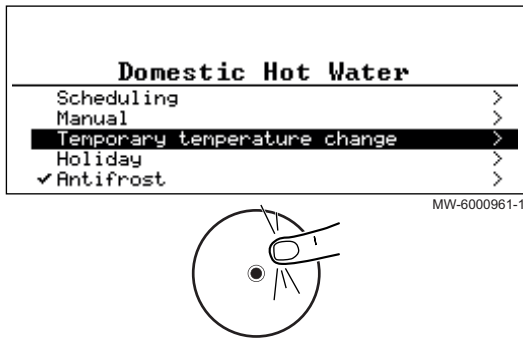 Domestic Hot Water
Scheduling >
Manual >
Temporary temperature change >
Holiday >
✓Antifrost >
MW-6000961-1